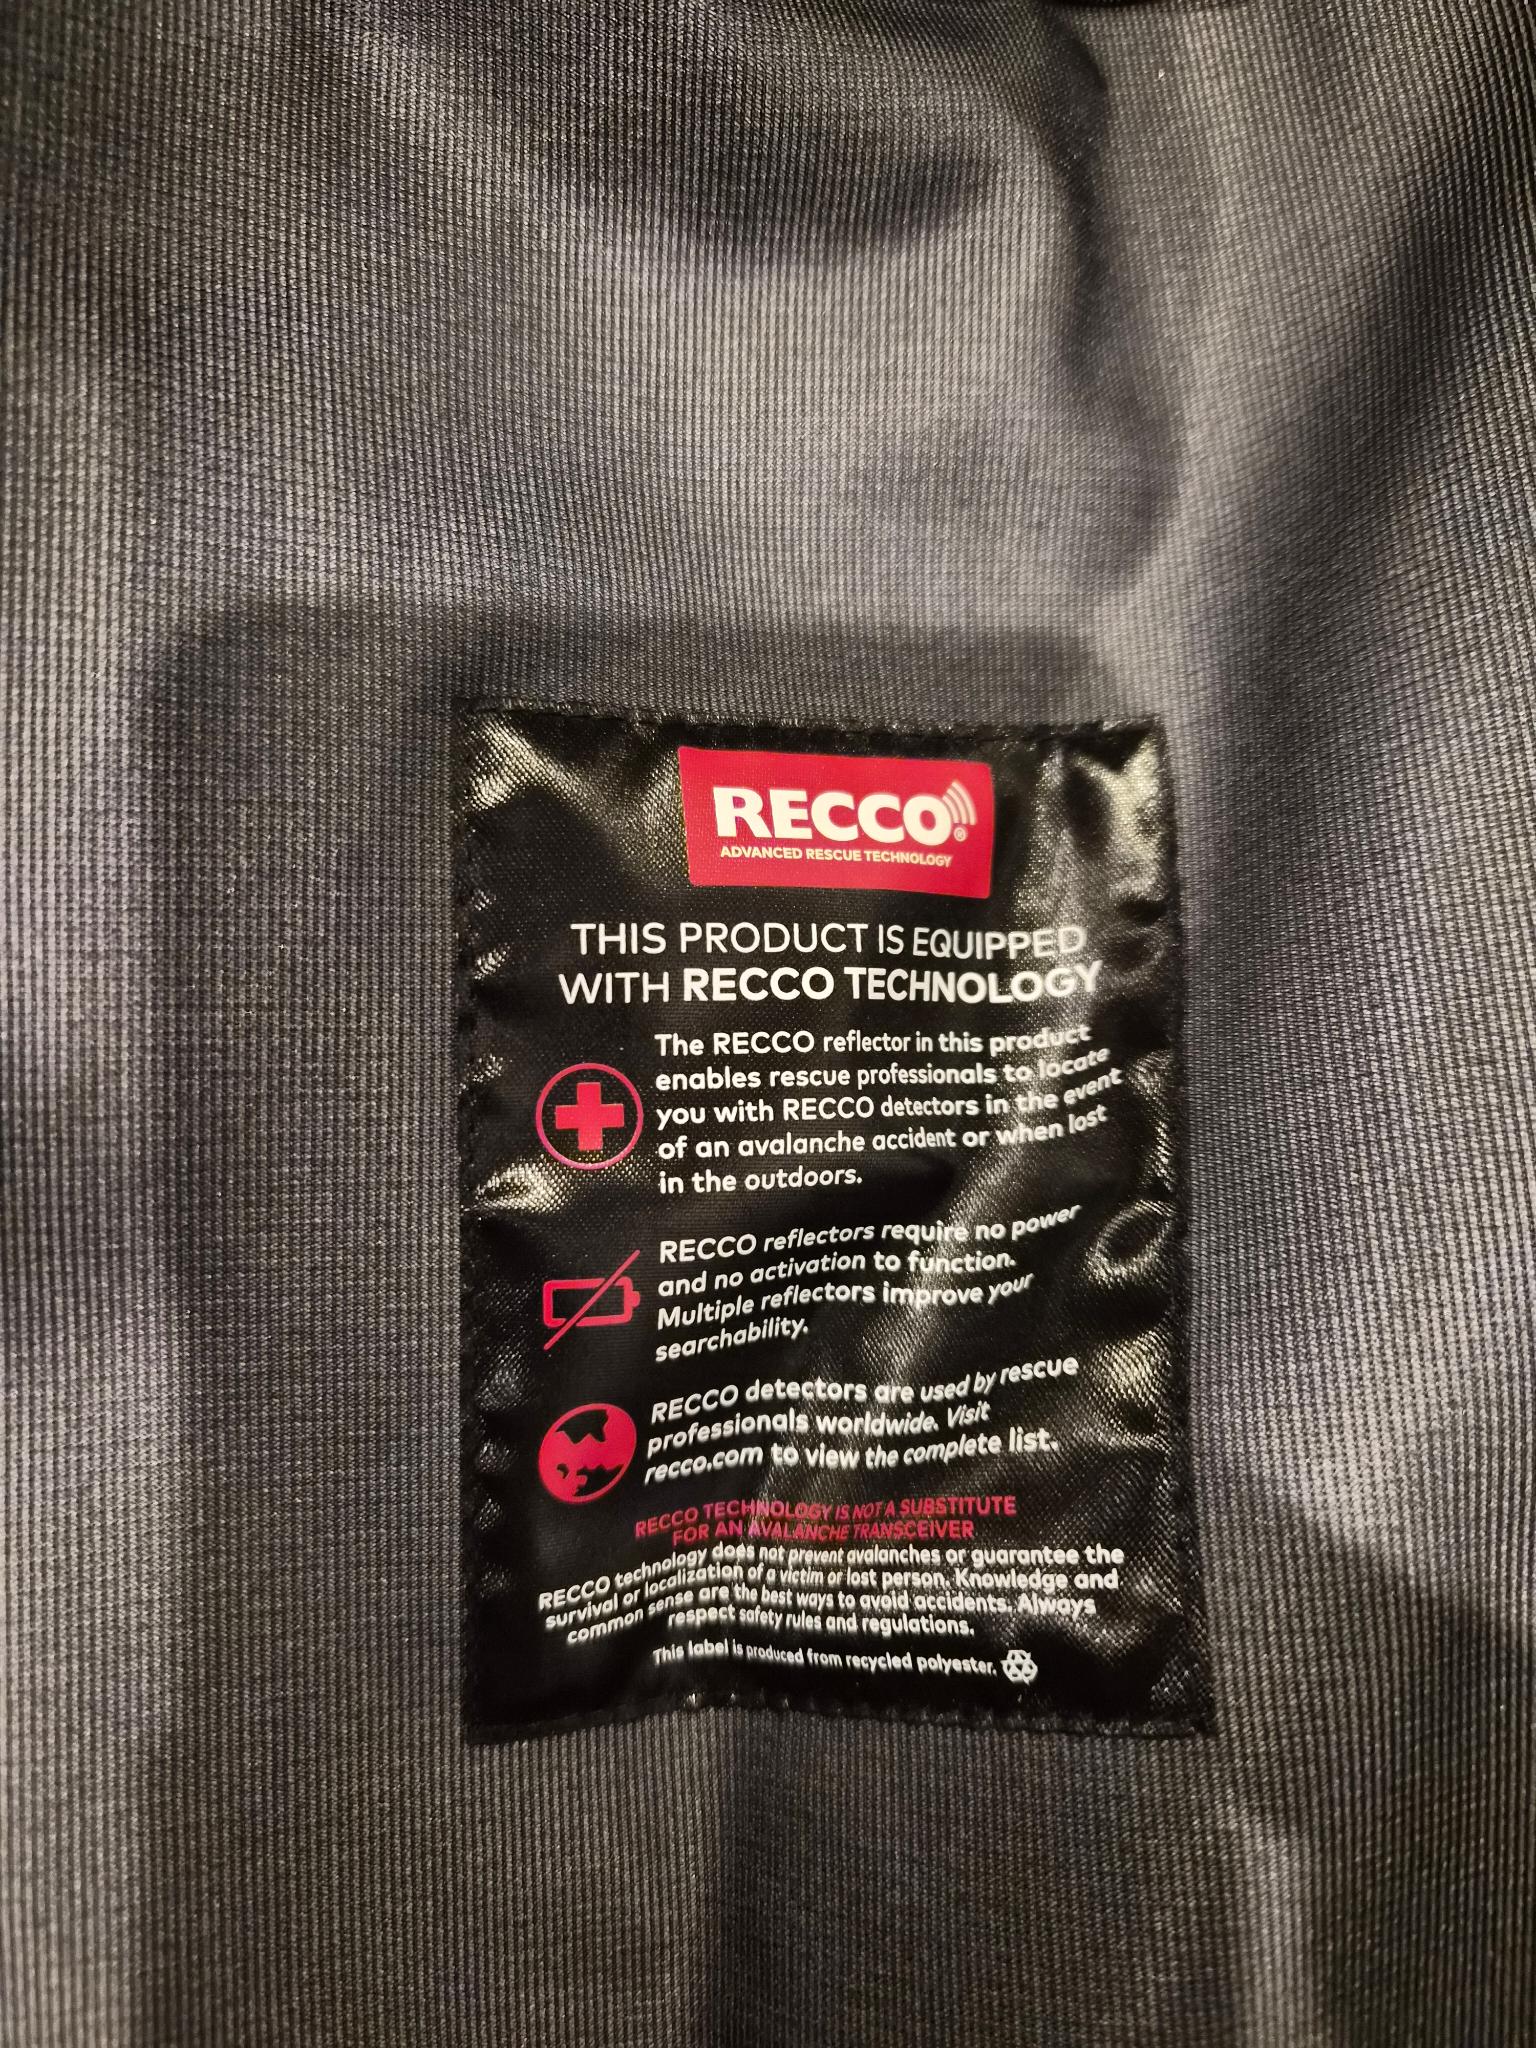 RECCO®
ADVANCED RESCUE TECHNOLOGY
THIS PRODUCT IS EQUIPPED
WITH RECCO TECHNOLOGY
The RECCO reflector in this product
enables rescue professionals to locate
you with RECCO detectors in the event
of an avalanche accident or when lost
in the outdoors.
RECCO reflectors require no power
and no activation to function.
Multiple reflectors improve your
searchability.
RECCO detectors are used by rescue
professionals worldwide. Visit
recco.com to view the complete list.
RECCO TECHNOLOGY IS NOT A SUBSTITUTE
FOR AN AVALANCHE TRANSCEIVER
RECCO technology does not prevent avalanches or guarantee the
survival or localization of a victim or lost person. Knowledge and
common sense are the best ways to avoid accidents. Always
respect safety rules and regulations.
This label is produced from recycled polyester.